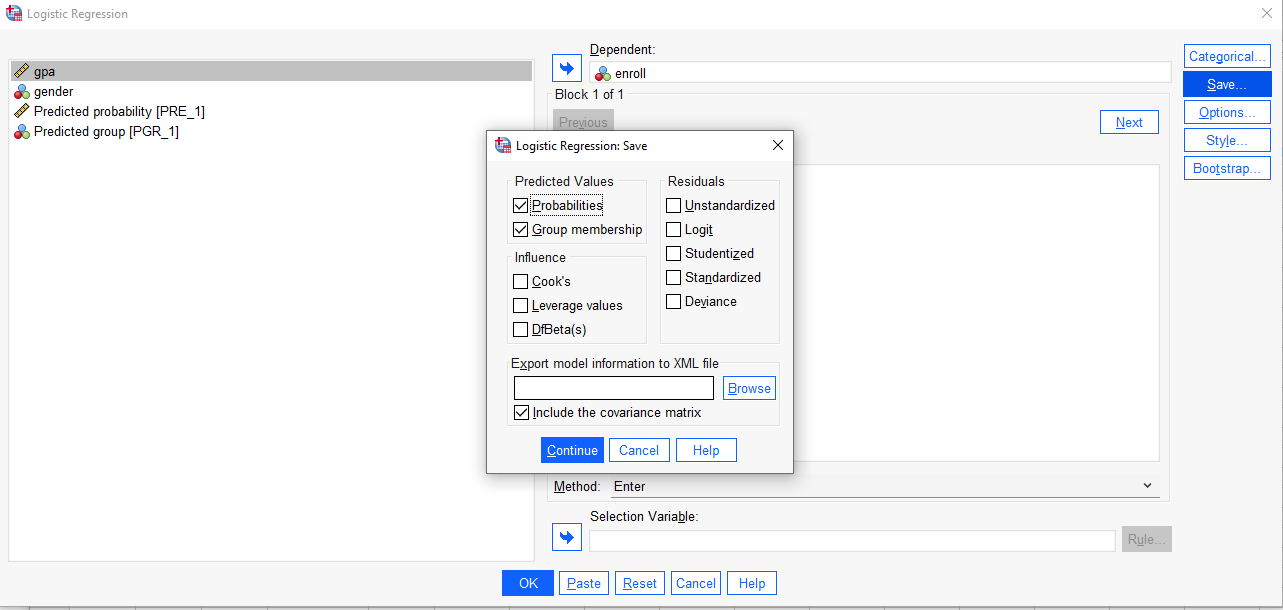 Logistic Regression
gpa
gender
Predicted probability [PRE_1]
Predicted group [PGR_1]
Dependent:
enroll
Block 1 of 1
Previous
Next
Categorical...
Save...
Options...
Style...
Bootstrap...
Logistic Regression: Save
Predicted Values
Probabilities
Group membership
Influence
Cook's
Leverage values
DfBeta(s)
Residuals
Unstandardized
Logit
Studentized
Standardized
Deviance
Export model information to XML file
Browse
Include the covariance matrix
Continue Cancel Help
Method: Enter
Selection Variable:
Rule...
OK Paste Reset Cancel Help